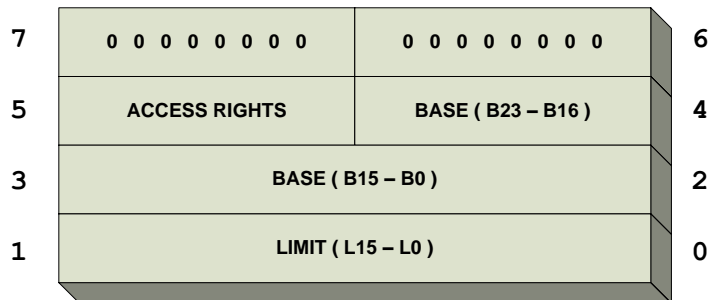 7 0 0 0 0 0 0 0 0 0 0 0 0 0 0 0 0 6
5 ACCESS RIGHTS BASE ( B23 – B16 ) 4
3 BASE ( B15 – B0 ) 2
1 LIMIT ( L15 – L0 ) 0